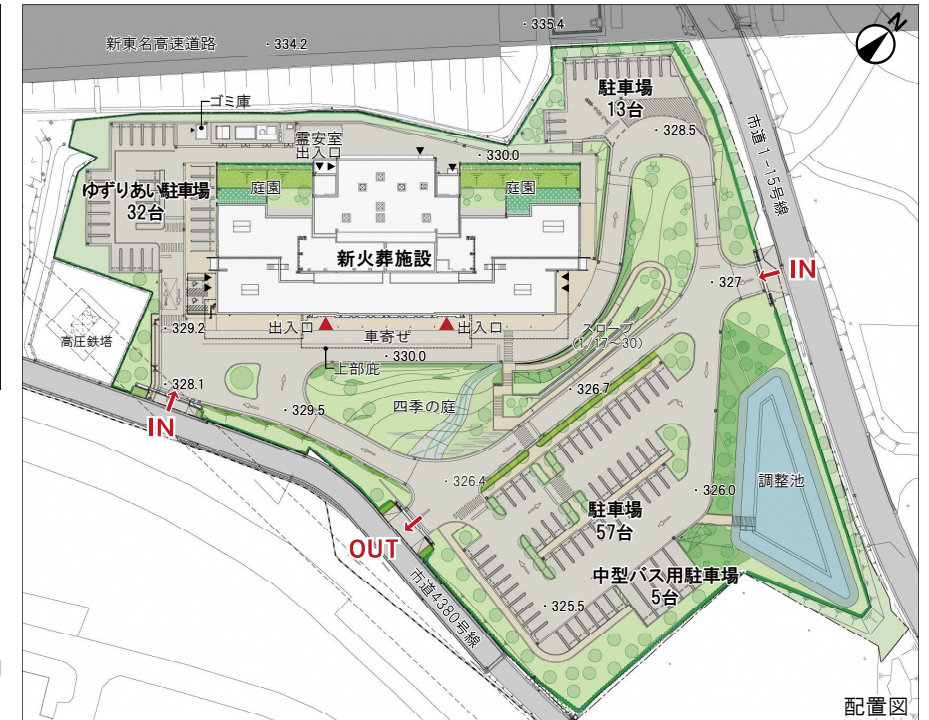 ・335.4
N
新東名高速道路
・334.2
駐車場
13台
ゴミ庫
・328.5
市道1-15号線
霊安室
出入口
・330.0
ゆずりあい駐車場
32台
庭園
庭園
新火葬施設
IN
・327
・329.2
出入口
出入口
車寄せ
スロープ
(1/17~30)
高圧鉄塔
・330.0
上部庇
・328.1
IN
・329.5
四季の庭
・326.7
・326.4
・326.0
調整池
OUT
駐車場
57台
中型バス用駐車場
5台
市道4380号線
・325.5
配置図